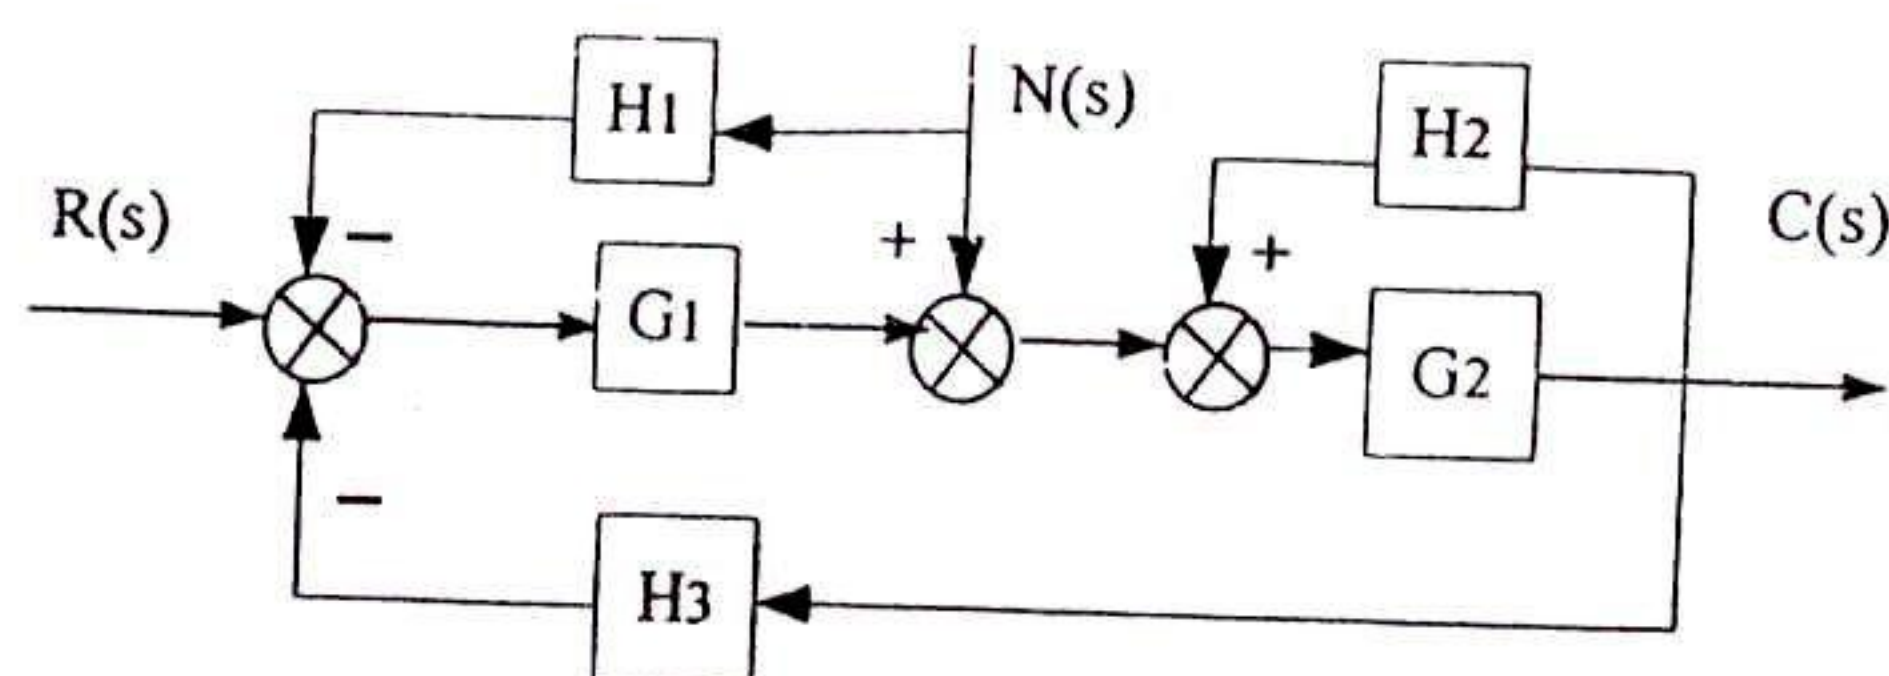 H1
N(s)
H2
R(s)
−
+
+
C(s)
G1
G2
−
H3